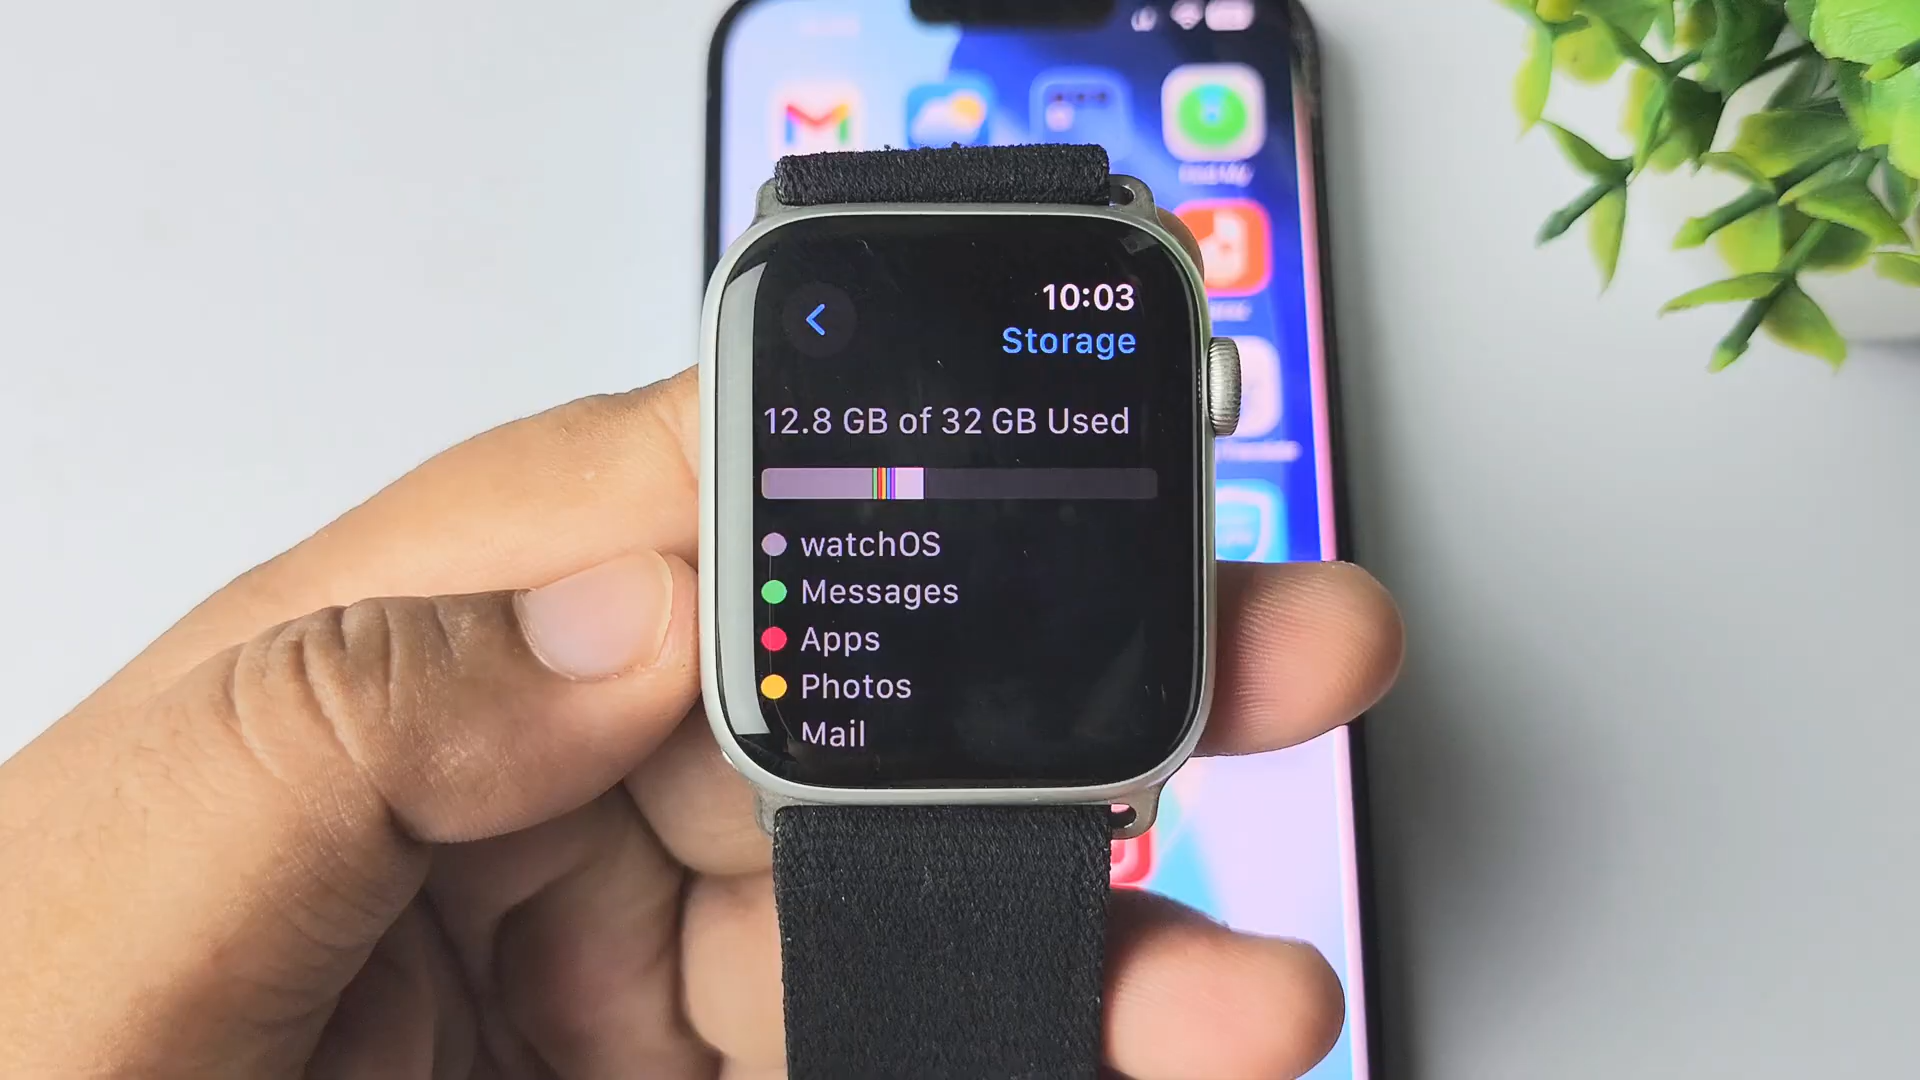 10:03
Storage
12.8 GB of 32 GB Used
watchOS
Messages
Apps
Photos
Mail